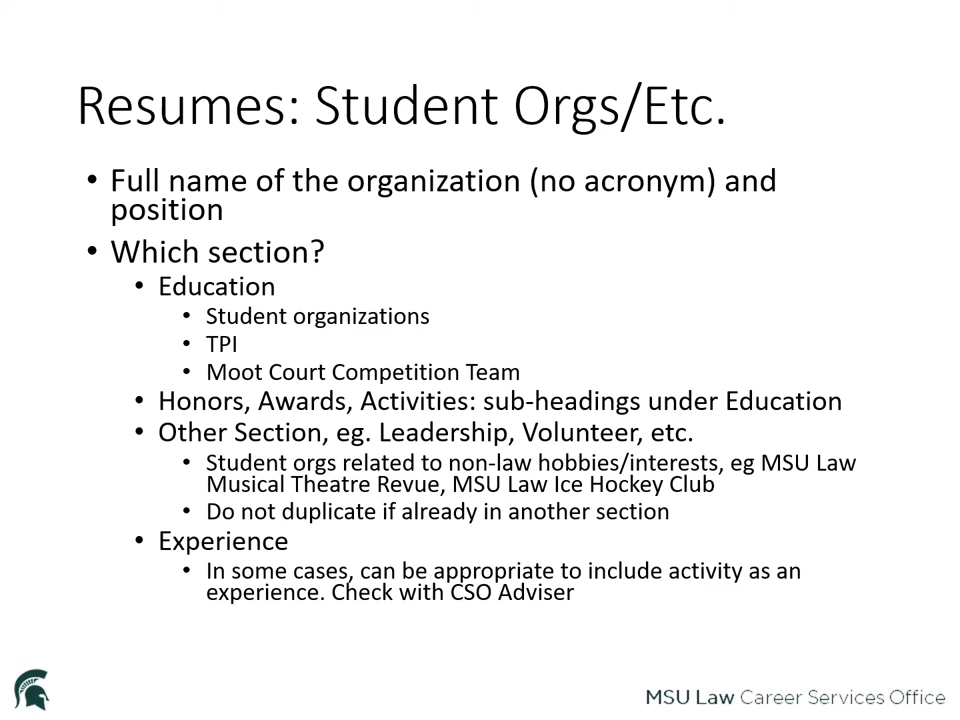 Resumes: Student Orgs/Etc.
• Full name of the organization (no acronym) and
position
• Which section?
• Education
• Student organizations
• TPI
• Moot Court Competition Team
• Honors, Awards, Activities: sub-headings under Education
• Other Section, eg. Leadership, Volunteer, etc.
• Student orgs related to non-law hobbies/interests, eg MSU Law
Musical Theatre Revue, MSU Law Ice Hockey Club
• Do not duplicate if already in another section
• Experience
• In some cases, can be appropriate to include activity as an
experience. Check with CSO Adviser
MSU Law Career Services Office